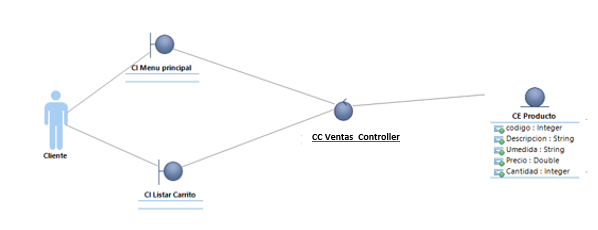 CI Menu principal
Cliente
CI Listar Carrito
CC Ventas Controller
CE Producto
codigo : Integer
Descripcion : String
Umedida : String
Precio : Double
Cantidad : Integer